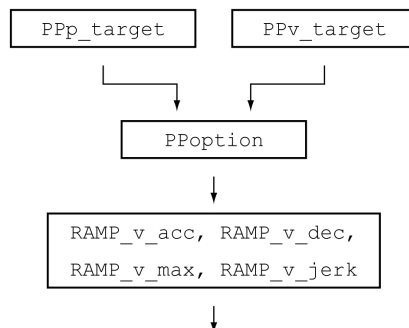 PPp_target
PPv_target
PPoption
RAMP_v_acc, RAMP_v_dec,
RAMP_v_max, RAMP_v_jerk